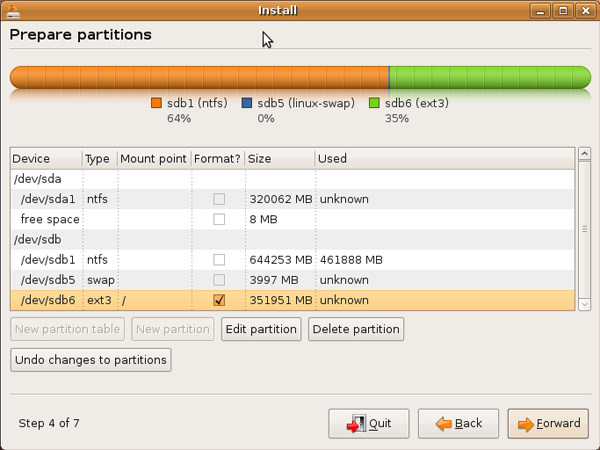 Install
Prepare partitions
sdb1 (ntfs) sdb5 (linux-swap) sdb6 (ext3)
64% 0% 35%
Device Type Mount point Format? Size Used
/dev/sda
/dev/sda1 ntfs 320062 MB unknown
free space 8 MB
/dev/sdb
/dev/sdb1 ntfs 644253 MB 461888 MB
/dev/sdb5 swap 3997 MB unknown
/dev/sdb6 ext3 / 351951 MB unknown
New partition table New partition Edit partition Delete partition
Undo changes to partitions
Step 4 of 7 Quit Back Forward